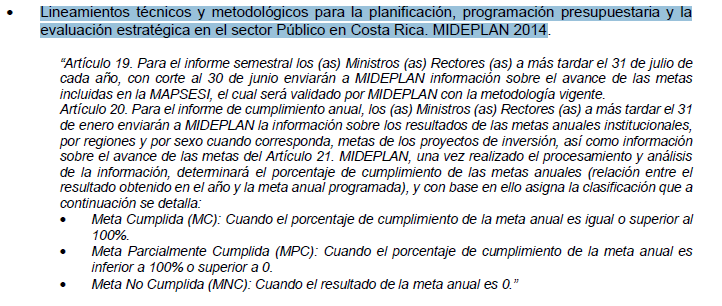 • Lineamientos técnicos y metodológicos para la planificación, programación presupuestaria y la
evaluación estratégica en el sector Público en Costa Rica. MIDEPLAN 2014.
“Artículo 19. Para el informe semestral los (as) Ministros (as) Rectores (as) a más tardar el 31 de julio de
cada año, con corte al 30 de junio enviarán a MIDEPLAN información sobre el avance de las metas
incluidas en la MAPSESI, el cual será validado por MIDEPLAN con la metodología vigente.
Artículo 20. Para el informe de cumplimiento anual, los (as) Ministros (as) Rectores (as) a más tardar el 31
de enero enviarán a MIDEPLAN la información sobre los resultados de las metas anuales institucionales,
por regiones y por sexo cuando corresponda, metas de los proyectos de inversión, así como información
sobre el avance de las metas del Artículo 21. MIDEPLAN, una vez realizado el procesamiento y análisis
de la información, determinará el porcentaje de cumplimiento de las metas anuales (relación entre el
resultado obtenido en el año y la meta anual programada), y con base en ello asigna la clasificación que a
continuación se detalla:
• Meta Cumplida (MC): Cuando el porcentaje de cumplimiento de la meta anual es igual o superior al
100%.
• Meta Parcialmente Cumplida (MPC): Cuando el porcentaje de cumplimiento de la meta anual es
inferior a 100% o superior a 0.
• Meta No Cumplida (MNC): Cuando el resultado de la meta anual es 0.”